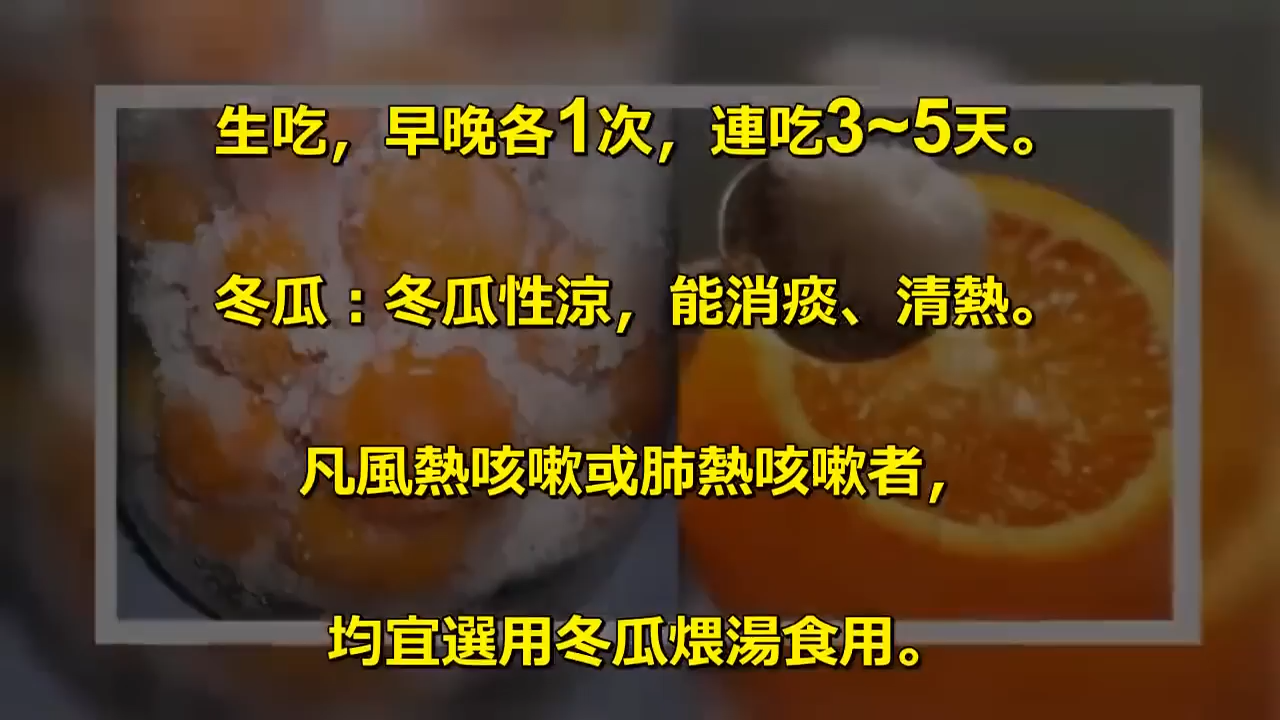 生吃，早晚各1次，連吃3~5天。
冬瓜：冬瓜性涼，能消痰、清熱。
凡風熱咳嗽或肺熱咳嗽者，
均宜選用冬瓜煨湯食用。